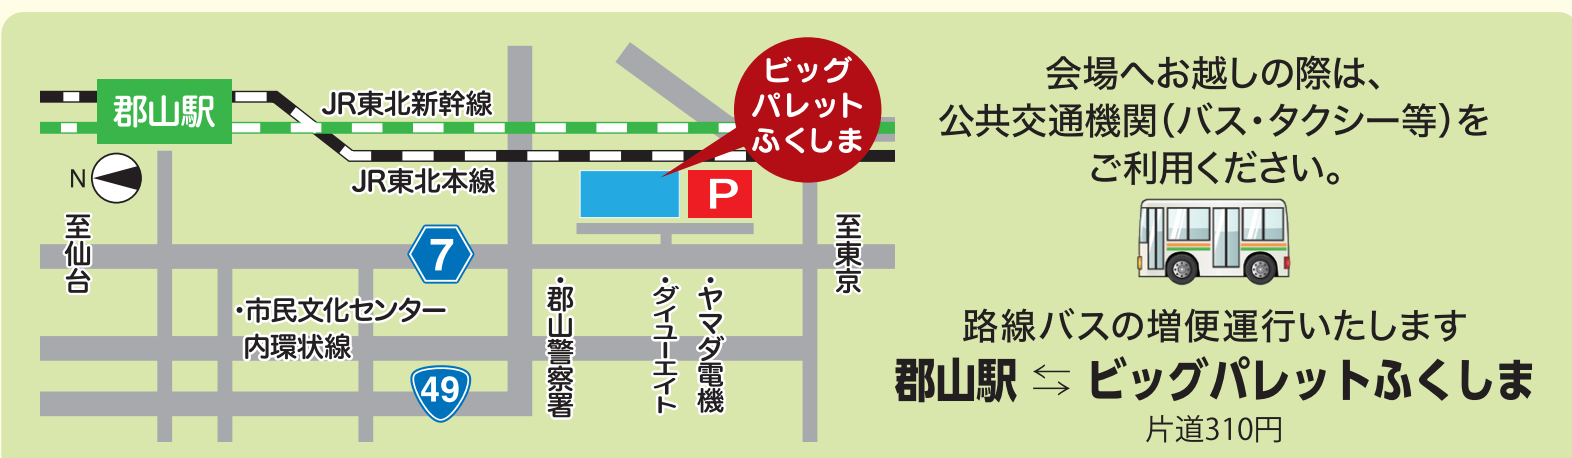 郡山駅
JR東北新幹線
JR東北本線
ビッグ
パレット
ふくしま
P
N
至仙台
7
至東京
・市民文化センター
内環状線
49
・郡山警察署
・ダイユーエイト
・ヤマダ電機
会場へお越しの際は、
公共交通機関（バス・タクシー等）を
ご利用ください。
路線バスの増便運行いたします
郡山駅 ⇆ ビッグパレットふくしま
片道310円